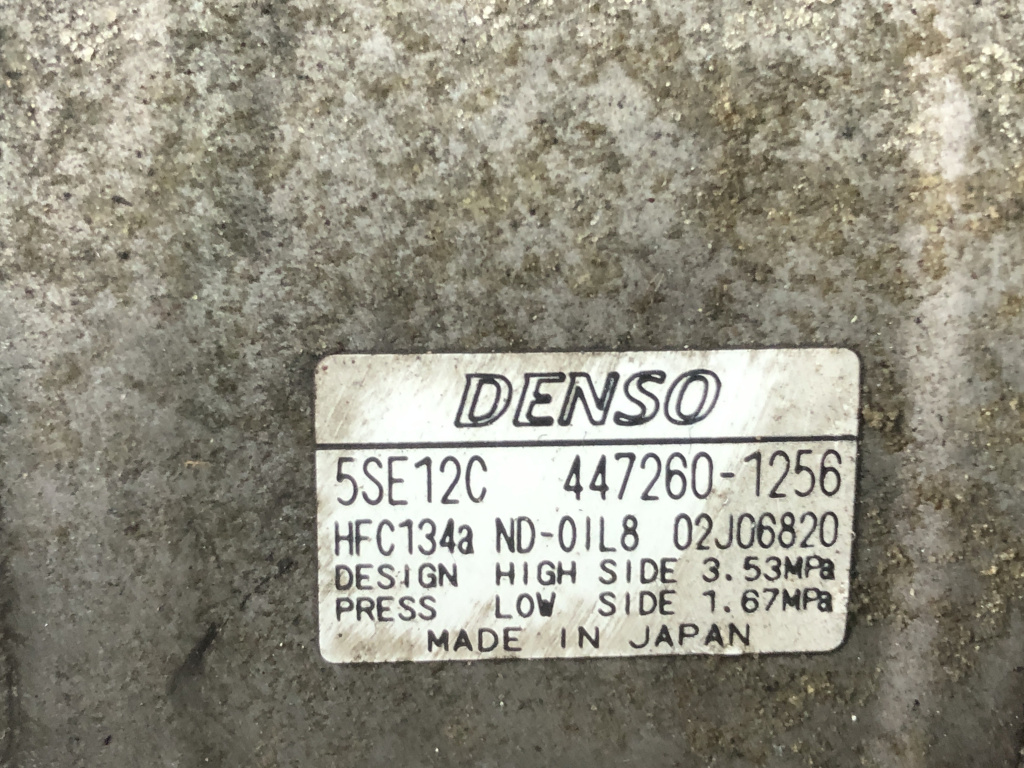 DENSO
5SE12C 447260-1256
HFC134a ND-OIL8 02J06820
DESIGN HIGH SIDE 3.53MPa
PRESS LOW SIDE 1.67MPa
MADE IN JAPAN